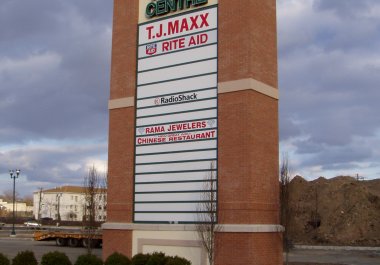 CENTRE
T.J.MAXX
RITE AID
RadioShack
RAMA JEWELERS
CHINESE RESTAURANT